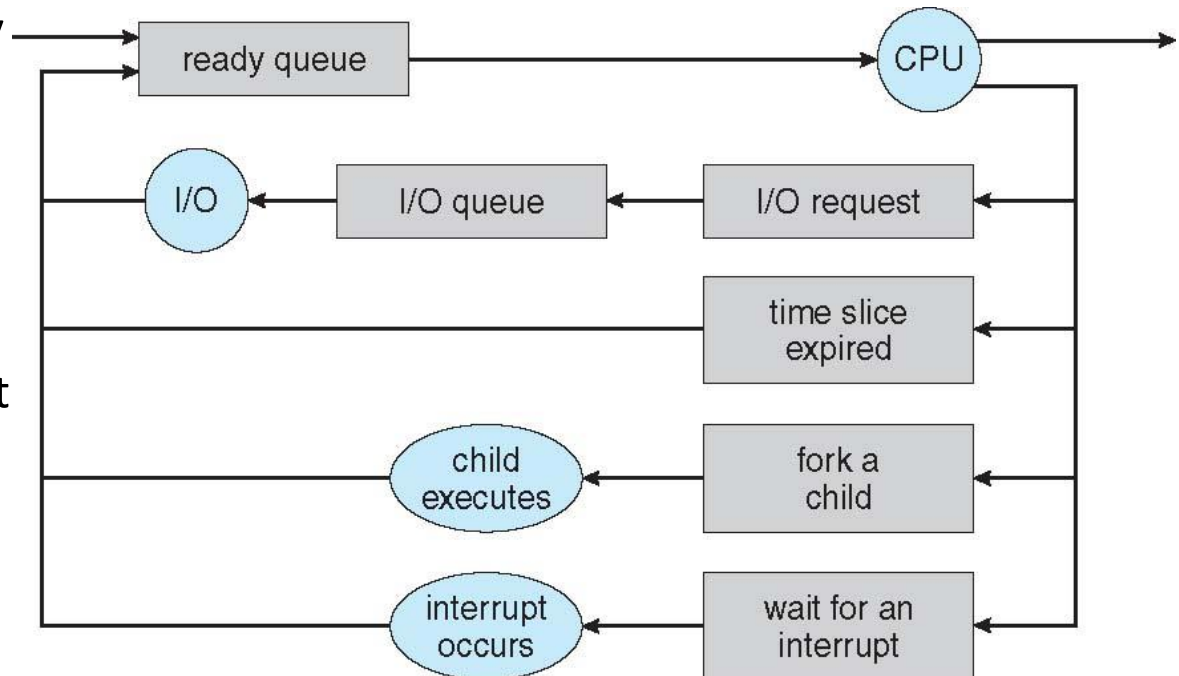 y
ready queue
CPU
I/O
I/O queue
I/O request
time slice
expired
t
child
executes
fork a
child
interrupt
occurs
wait for an
interrupt